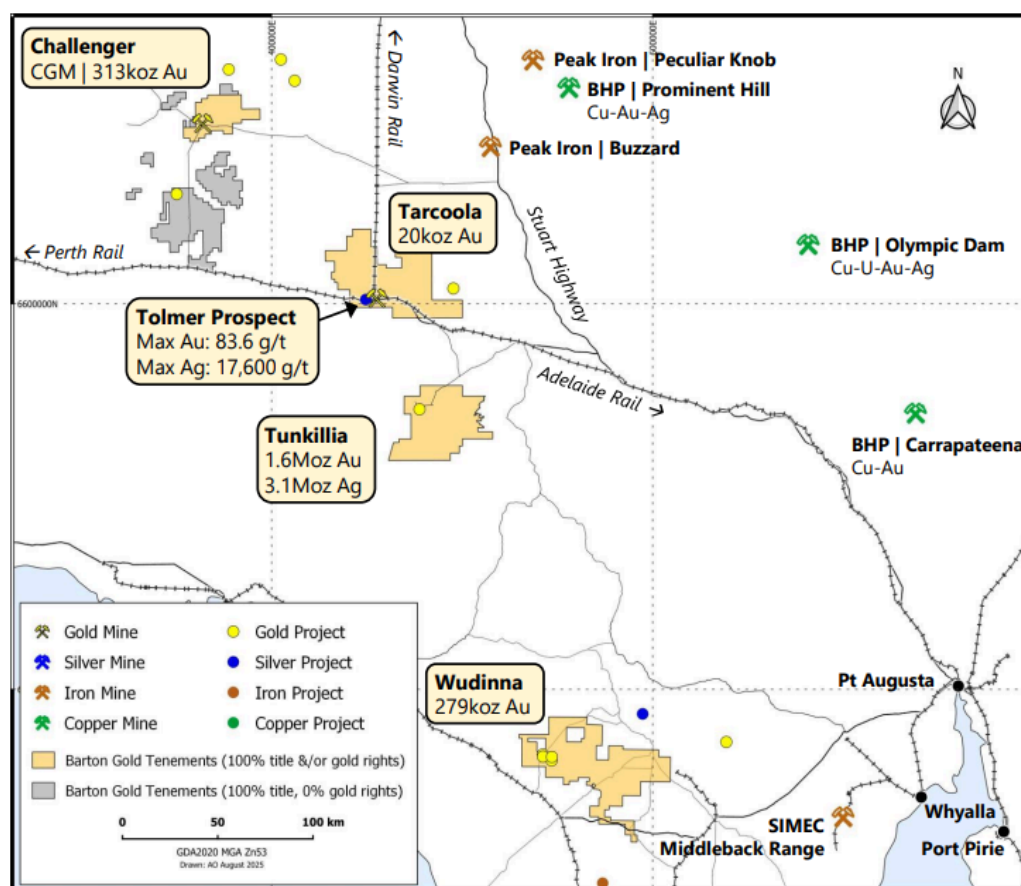 Challenger
CGM | 313koz Au
400000E
← Darwin Rail
600000E
Peak Iron | Peculiar Knob
BHP | Prominent Hill
Cu-Au-Ag
N
Peak Iron | Buzzard
Tarcoola
20koz Au
Stuart Highway
BHP | Olympic Dam
Cu-U-Au-Ag
← Perth Rail
6600000N
Tolmer Prospect
Max Au: 83.6 g/t
Max Ag: 17,600 g/t
Adelaide Rail →
Tunkillia
1.6Moz Au
3.1Moz Ag
BHP | Carrapateena
Cu-Au
Gold Mine
Gold Project
Silver Mine
Silver Project
Iron Mine
Iron Project
Copper Mine
Copper Project
Barton Gold Tenements (100% title &/or gold rights)
Barton Gold Tenements (100% title, 0% gold rights)
0 50 100 km
GDA2020 MGA Zn53
Drawn: AO August 2025
Wudinna
279koz Au
Pt Augusta
SIMEC
Middleback Range
Whyalla
Port Pirie